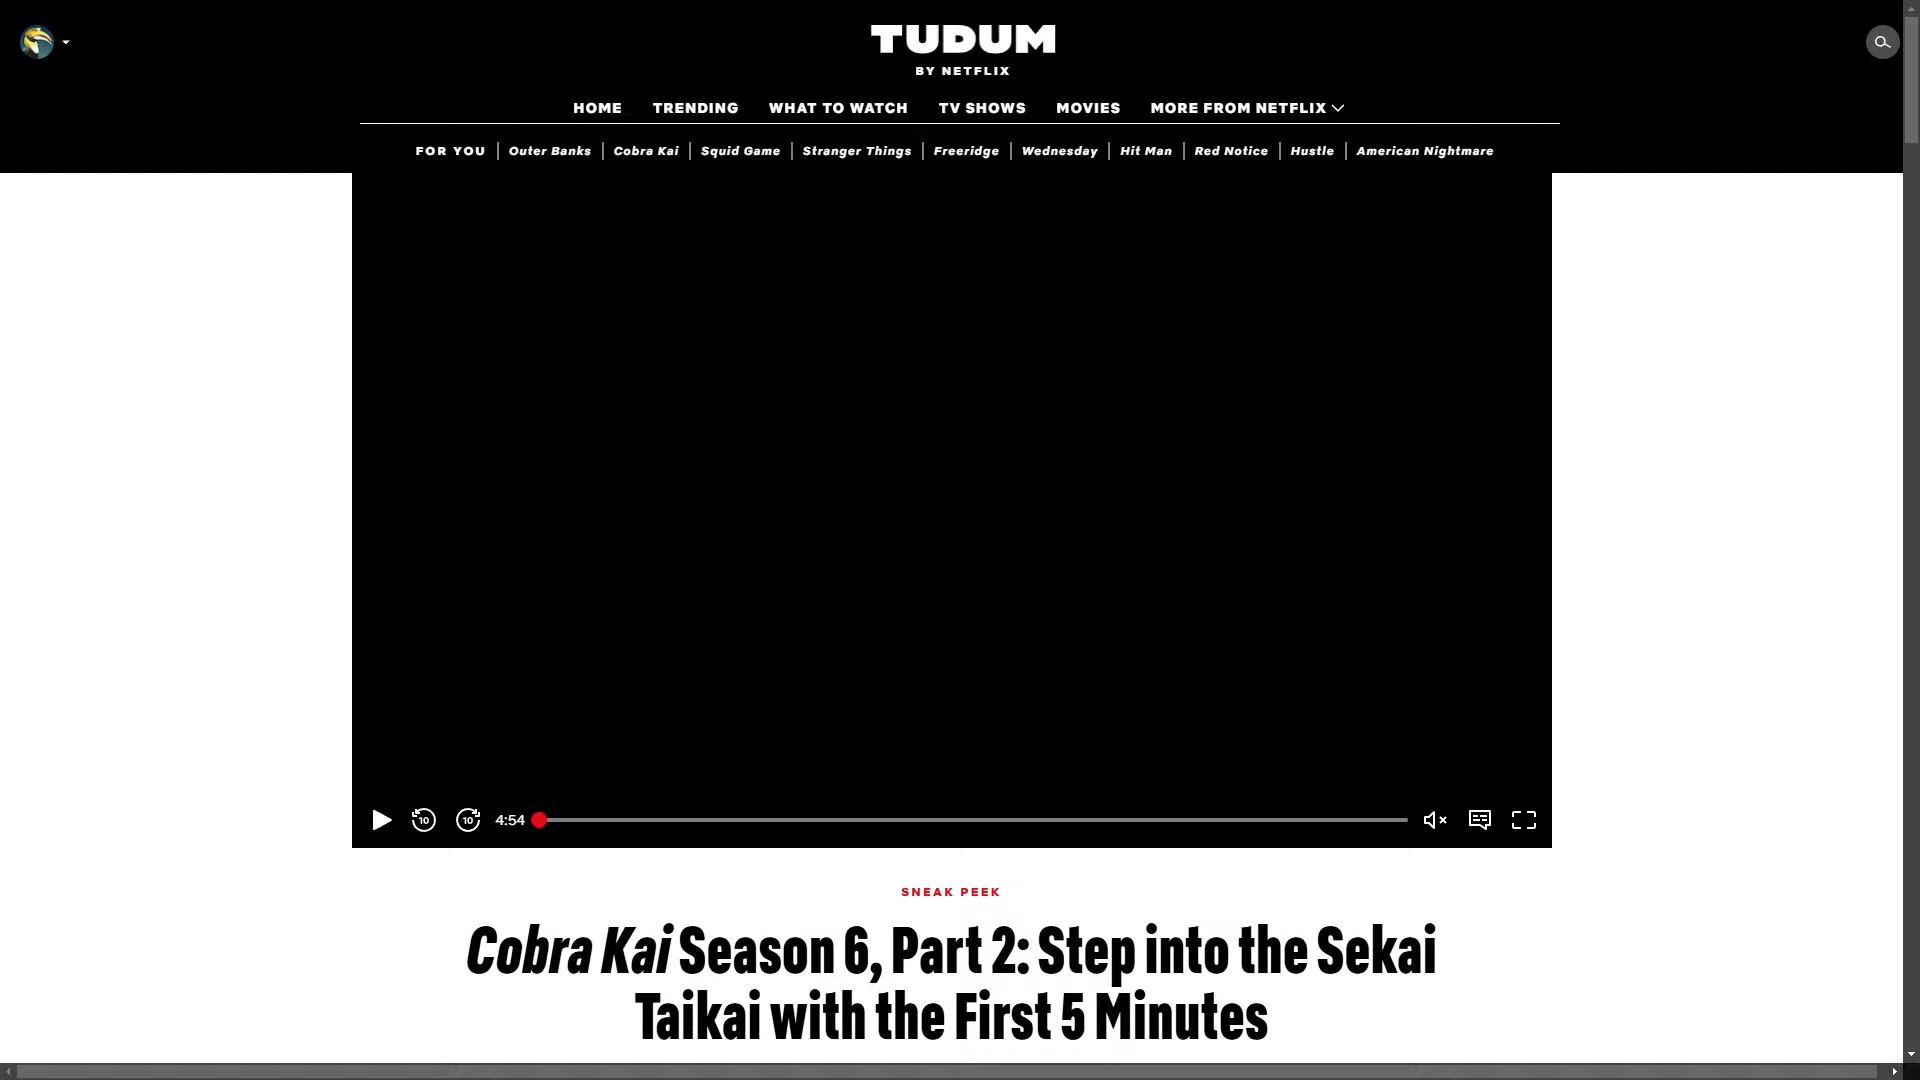 TUDUM
BY NETFLIX
HOME TRENDING WHAT TO WATCH TV SHOWS MOVIES MORE FROM NETFLIX
FOR YOU Outer Banks Cobra Kai Squid Game Stranger Things Freeridge Wednesday Hit Man Red Notice Hustle American Nightmare
10 10 4:54
SNEAK PEEK
Cobra Kai Season 6, Part 2: Step into the Sekai
Taikai with the First 5 Minutes